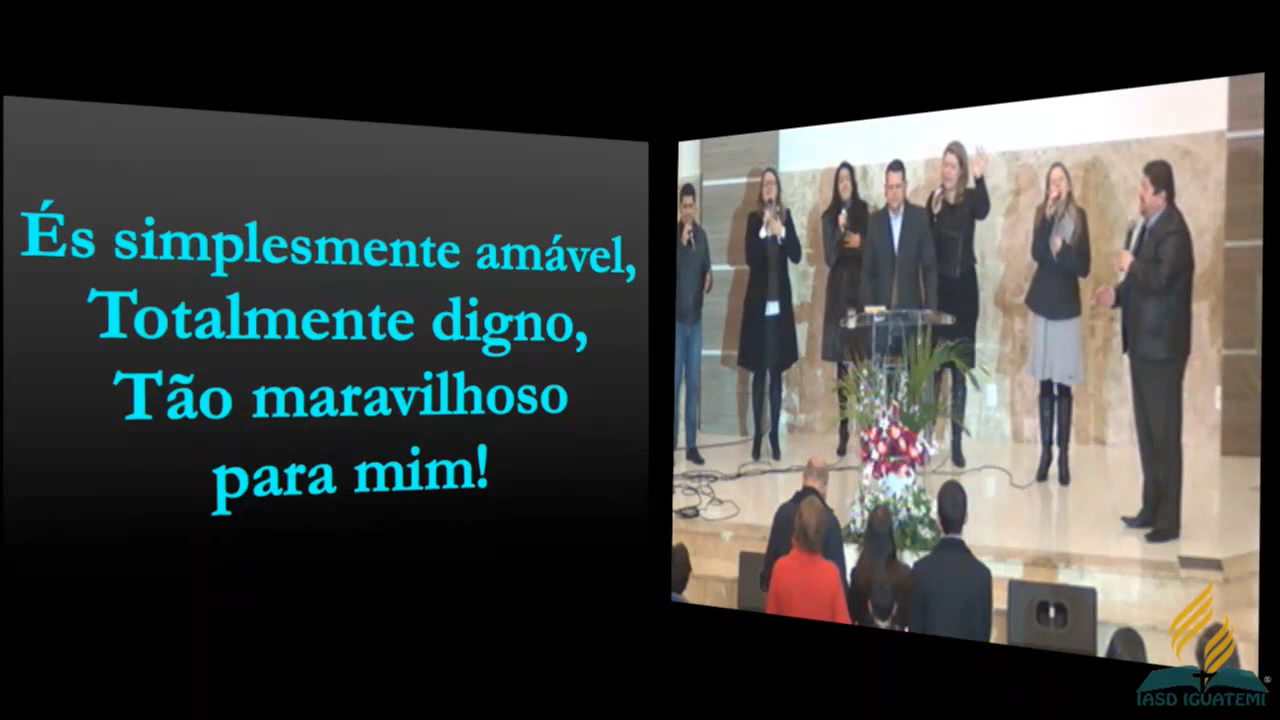 És simplesmente amável,
Totalmente digno,
Tão maravilhoso
para mim!
IASD IGUATEMI